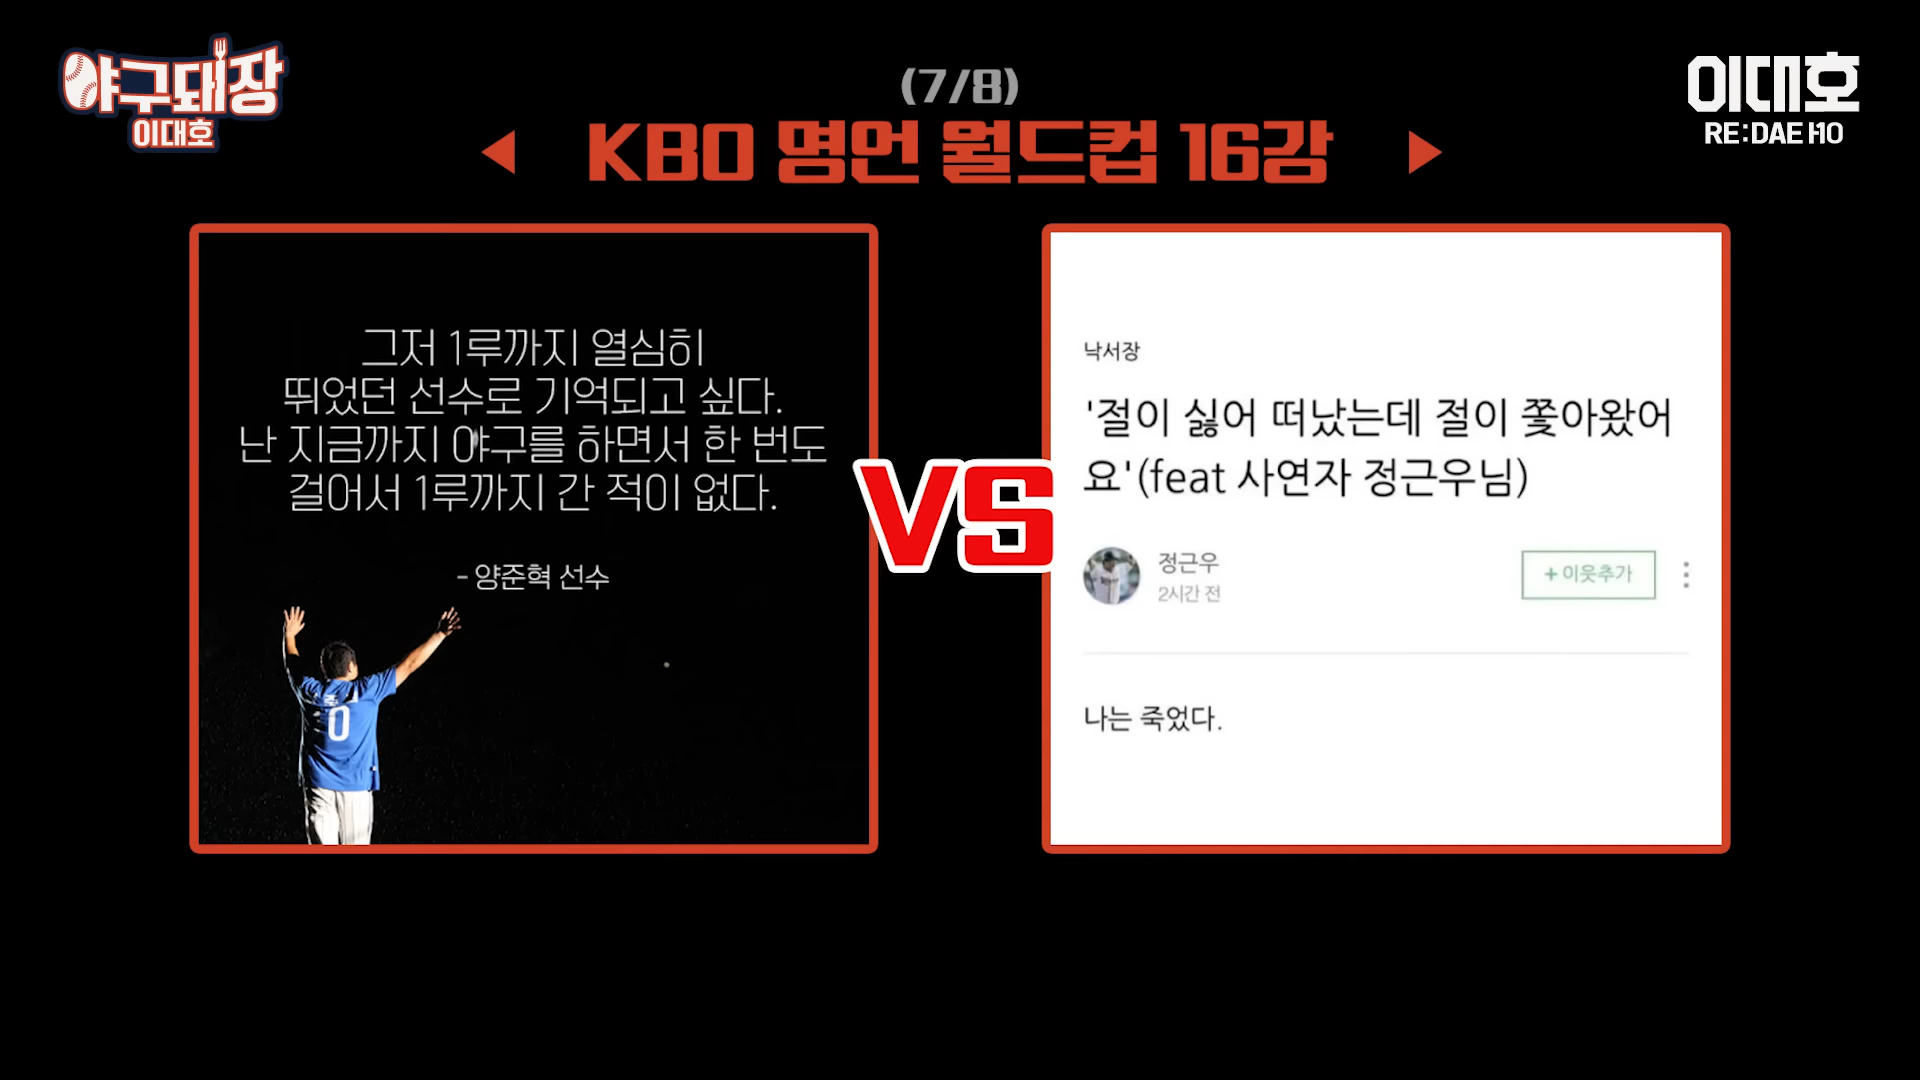 야구돼장
이대호
이대호
RE:DAEHO
(7/8)
KBO 명언 월드컵 16강
그저 1루까지 열심히
뛰었던 선수로 기억되고 싶다.
난 지금까지 야구를 하면서 한 번도
걸어서 1루까지 간 적이 없다.
- 양준혁 선수
0
VS
낙서장
'절이 싫어 떠났는데 절이 쫓아왔어
요'(feat 사연자 정근우님)
정근우
2시간 전
+이웃추가
나는 죽었다.